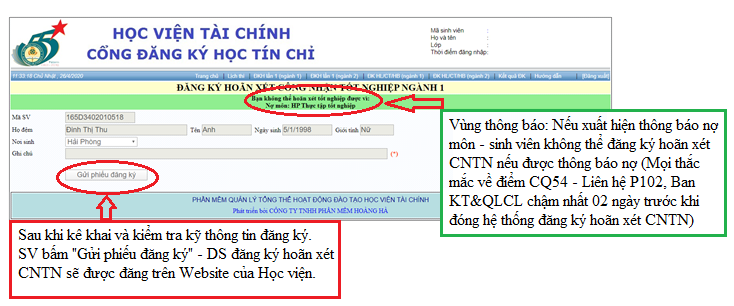 HỌC VIỆN TÀI CHÍNH
CỔNG ĐĂNG KÝ HỌC TÍN CHỈ
Mã sinh viên :
Họ và tên :
Lớp :
Thời điểm đăng nhập:
11:33:18 Chủ Nhật , 26/4/2020
Trang chủ | Lịch thi | ĐKH lần 1 (ngành 1) | ĐKH lần 1 (ngành 2) | ĐK HL/CT/HB (ngành 1) | ĐK HL/CT/HB (ngành 2) | Kết quả ĐK | Hướng dẫn [Đăng xuất]
ĐĂNG KÝ HOÃN XÉT CÔNG NHẬN TỐT NGHIỆP NGÀNH 1
Bạn không thể hoãn xét tốt nghiệp được vì:
Nợ môn: HP Thực tập tốt nghiệp
Mã SV 165D3402010518
Họ đệm Đinh Thị Thu Tên Anh Ngày sinh 5/1/1998 Giới tính Nữ
Nơi sinh Hải Phòng
Ghi chú (*)
Gửi phiếu đăng ký
PHẦN MỀM QUẢN LÝ TỔNG THỂ HOẠT ĐỘNG ĐÀO TẠO HỌC VIỆN TÀI CHÍNH
Phát triển bởi CÔNG TY TNHH PHẦN MỀM HOÀNG HÀ
Vùng thông báo: Nếu xuất hiện thông báo nợ
môn - sinh viên không thể đăng ký hoãn xét
CNTN nếu được thông báo nợ (Mọi thắc
mắc về điểm CQ54 - Liên hệ P102, Ban
KT&QLCL chậm nhất 02 ngày trước khi
đóng hệ thống đăng ký hoãn xét CNTN)
Sau khi kê khai và kiểm tra kỹ thông tin đăng ký.
SV bấm "Gửi phiếu đăng ký" - DS đăng ký hoãn xét
CNTN sẽ được đăng trên Website của Học viện.